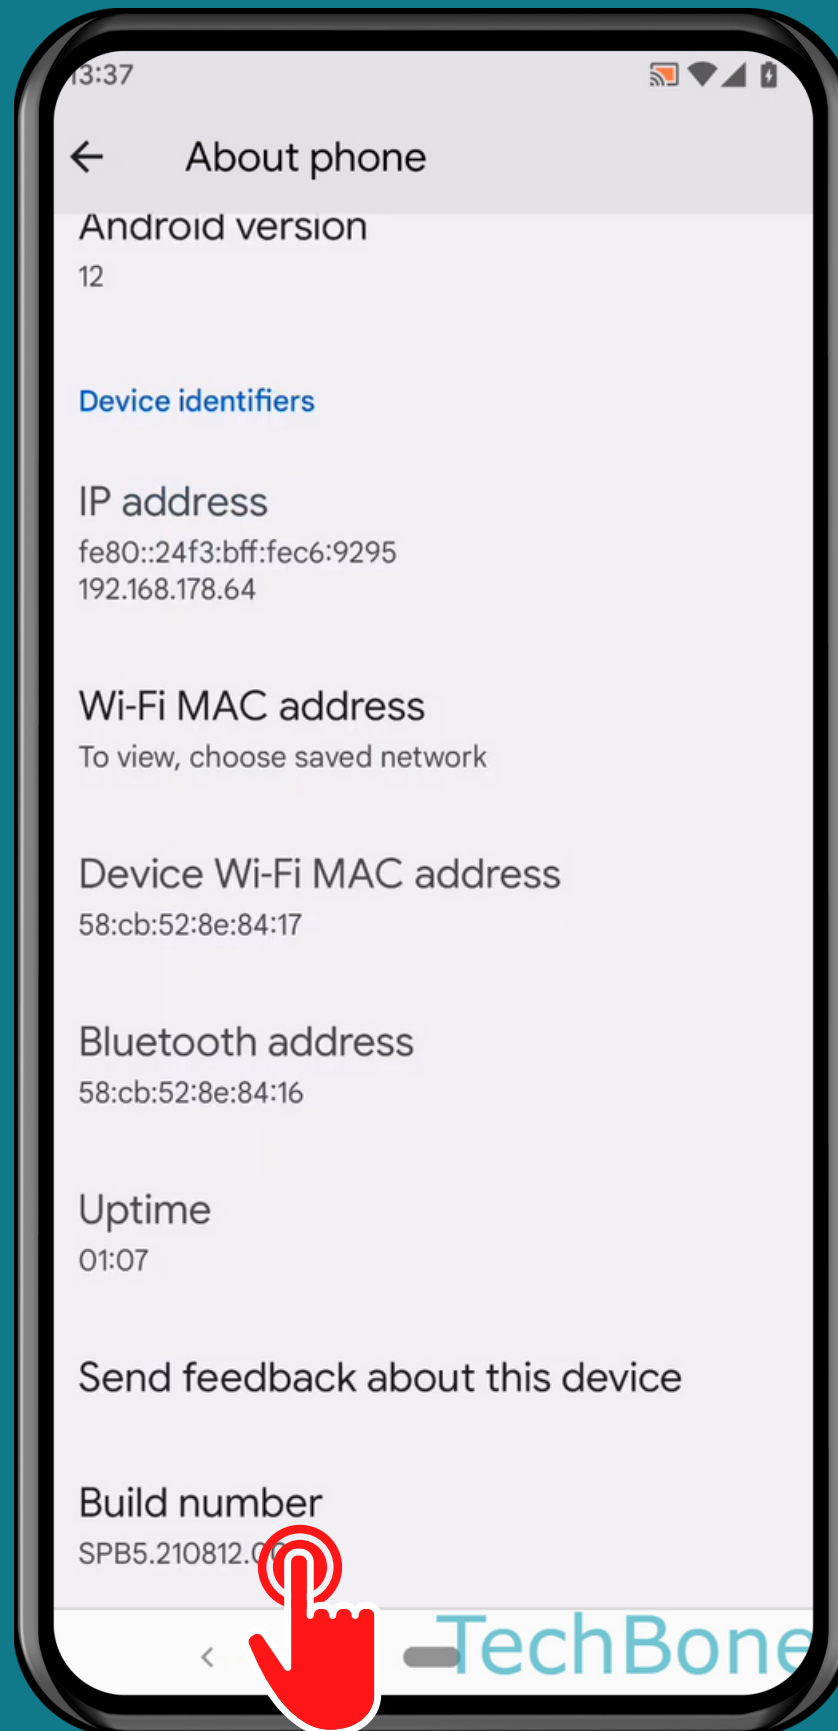 13:37
About phone
Android version
12
Device identifiers
IP address
fe80::24f3:bff:fec6:9295
192.168.178.64
Wi-Fi MAC address
To view, choose saved network
Device Wi-Fi MAC address
58:cb:52:8e:84:17
Bluetooth address
58:cb:52:8e:84:16
Uptime
01:07
Send feedback about this device
Build number
SPB5.210812.0
TechBone